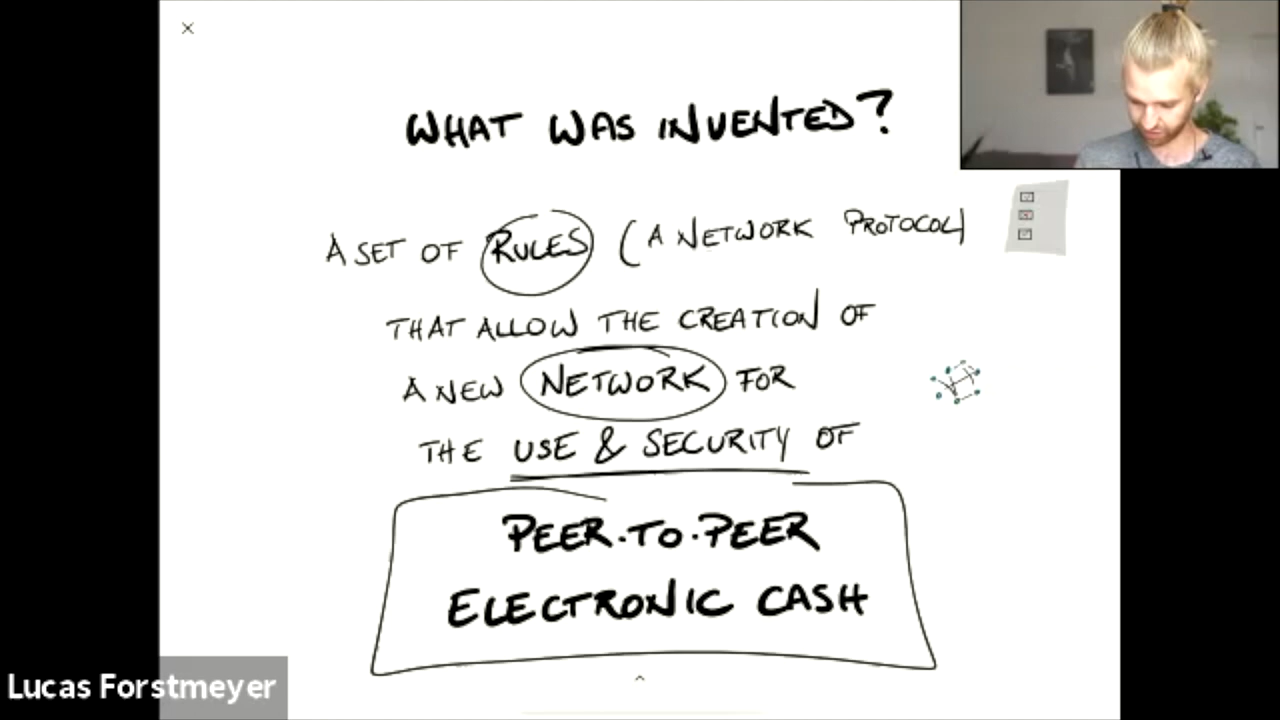 WHAT WAS INVENTED?
A SET OF RULES (A NETWORK PROTOCOL)
THAT ALLOW THE CREATION OF
A NEW NETWORK FOR
THE USE & SECURITY OF
PEER-TO-PEER
ELECTRONIC CASH
Lucas Forstmeyer